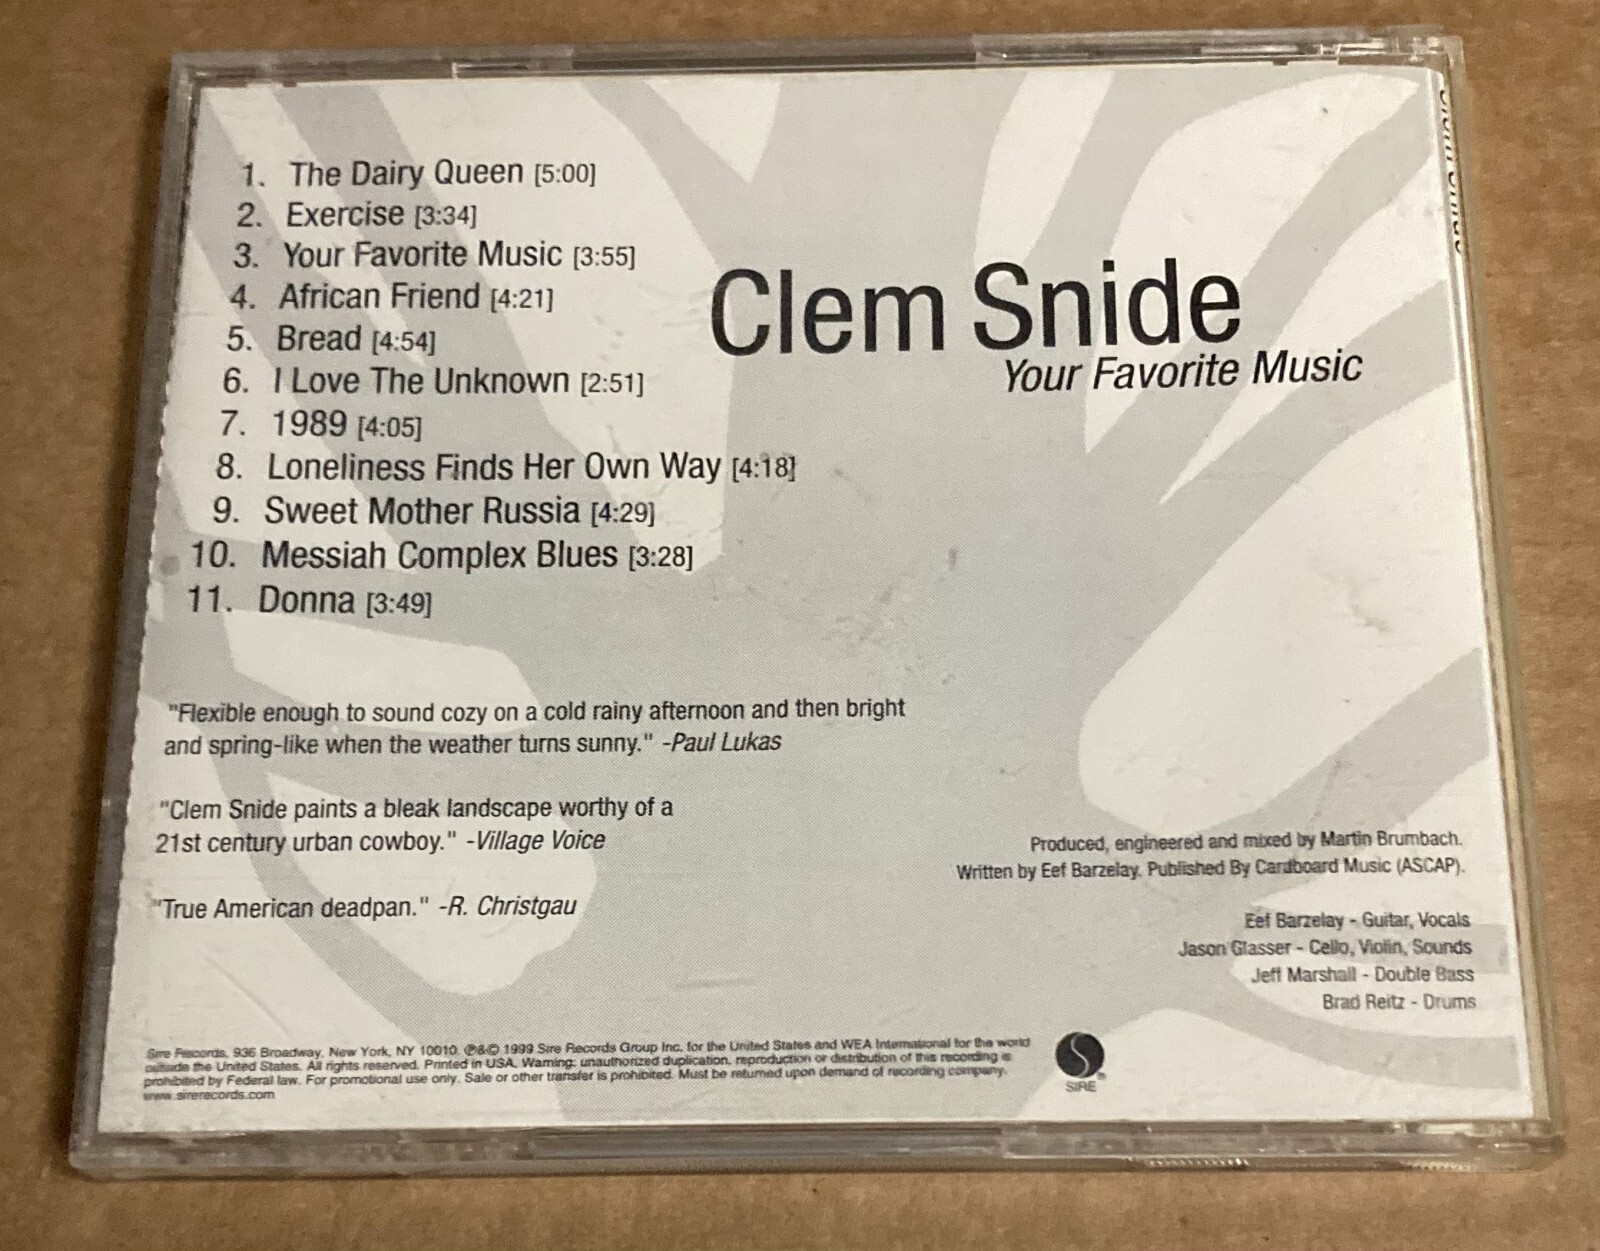 1. The Dairy Queen [5:00]
2. Exercise [3:34]
3. Your Favorite Music [3:55]
4. African Friend [4:21]
5. Bread [4:54]
6. I Love The Unknown [2:51]
7. 1989 [4:05]
8. Loneliness Finds Her Own Way [4:18]
9. Sweet Mother Russia [4:29]
10. Messiah Complex Blues [3:28]
11. Donna [3:49]
Clem Snide
Your Favorite Music
"Flexible enough to sound cozy on a cold rainy afternoon and then bright
and spring-like when the weather turns sunny." -Paul Lukas
"Clem Snide paints a bleak landscape worthy of a
21st century urban cowboy." -Village Voice
"True American deadpan." -R. Christgau
Produced, engineered and mixed by Martin Brumbach.
Written by Eef Barzelay. Published By Cardboard Music (ASCAP).
Eef Barzelay - Guitar, Vocals
Jason Glasser - Cello, Violin, Sounds
Jeff Marshall - Double Bass
Brad Reitz - Drums
Sire Records, 936 Broadway, New York, NY 10010. ℗&© 1999 Sire Records Group Inc. for the United States and WEA International for the world
outside the United States. All rights reserved. Printed in USA. Warning: unauthorized duplication, reproduction or distribution of this recording is
prohibited by Federal law. For promotional use only. Sale or other transfer is prohibited. Must be returned upon demand of recording company.
www.sirerecords.com
SIRE